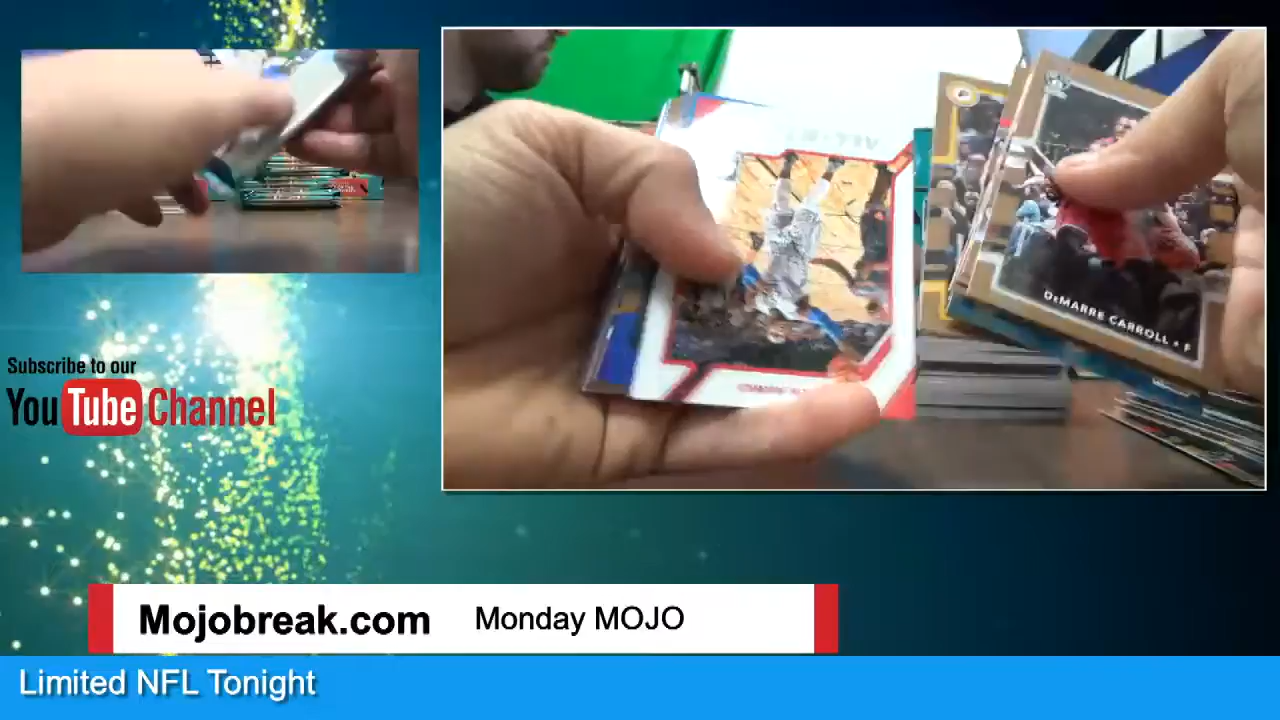 DeMARRE CARROLL • F
Subscribe to our
YouTube Channel
Mojobreak.com Monday MOJO
Limited NFL Tonight